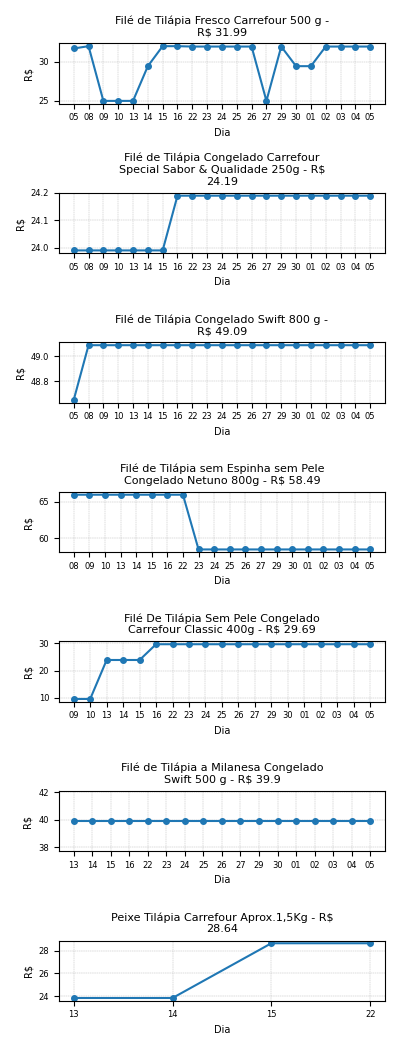 Filé de Tilápia Fresco Carrefour 500 g -
R$ 31.99
30
25
R$
05 08 09 10 13 14 15 16 22 23 24 25 26 27 29 30 01 02 03 04 05
Dia
Filé de Tilápia Congelado Carrefour
Special Sabor & Qualidade 250g - R$
24.19
24.2
24.1
24.0
R$
05 08 09 10 13 14 15 16 22 23 24 25 26 27 29 30 01 02 03 04 05
Dia
Filé de Tilápia Congelado Swift 800 g -
R$ 49.09
49.0
48.8
R$
05 08 09 10 13 14 15 16 22 23 24 25 26 27 29 30 01 02 03 04 05
Dia
Filé de Tilápia sem Espinha sem Pele
Congelado Netuno 800g - R$ 58.49
65
60
R$
08 09 10 13 14 15 16 22 23 24 25 26 27 29 30 01 02 03 04 05
Dia
Filé De Tilápia Sem Pele Congelado
Carrefour Classic 400g - R$ 29.69
30
20
10
R$
09 10 13 14 15 16 22 23 24 25 26 27 29 30 01 02 03 04 05
Dia
Filé de Tilápia a Milanesa Congelado
Swift 500 g - R$ 39.9
42
40
38
R$
13 14 15 16 22 23 24 25 26 27 29 30 01 02 03 04 05
Dia
Peixe Tilápia Carrefour Aprox.1,5Kg - R$
28.64
28
26
24
R$
13 14 15 22
Dia